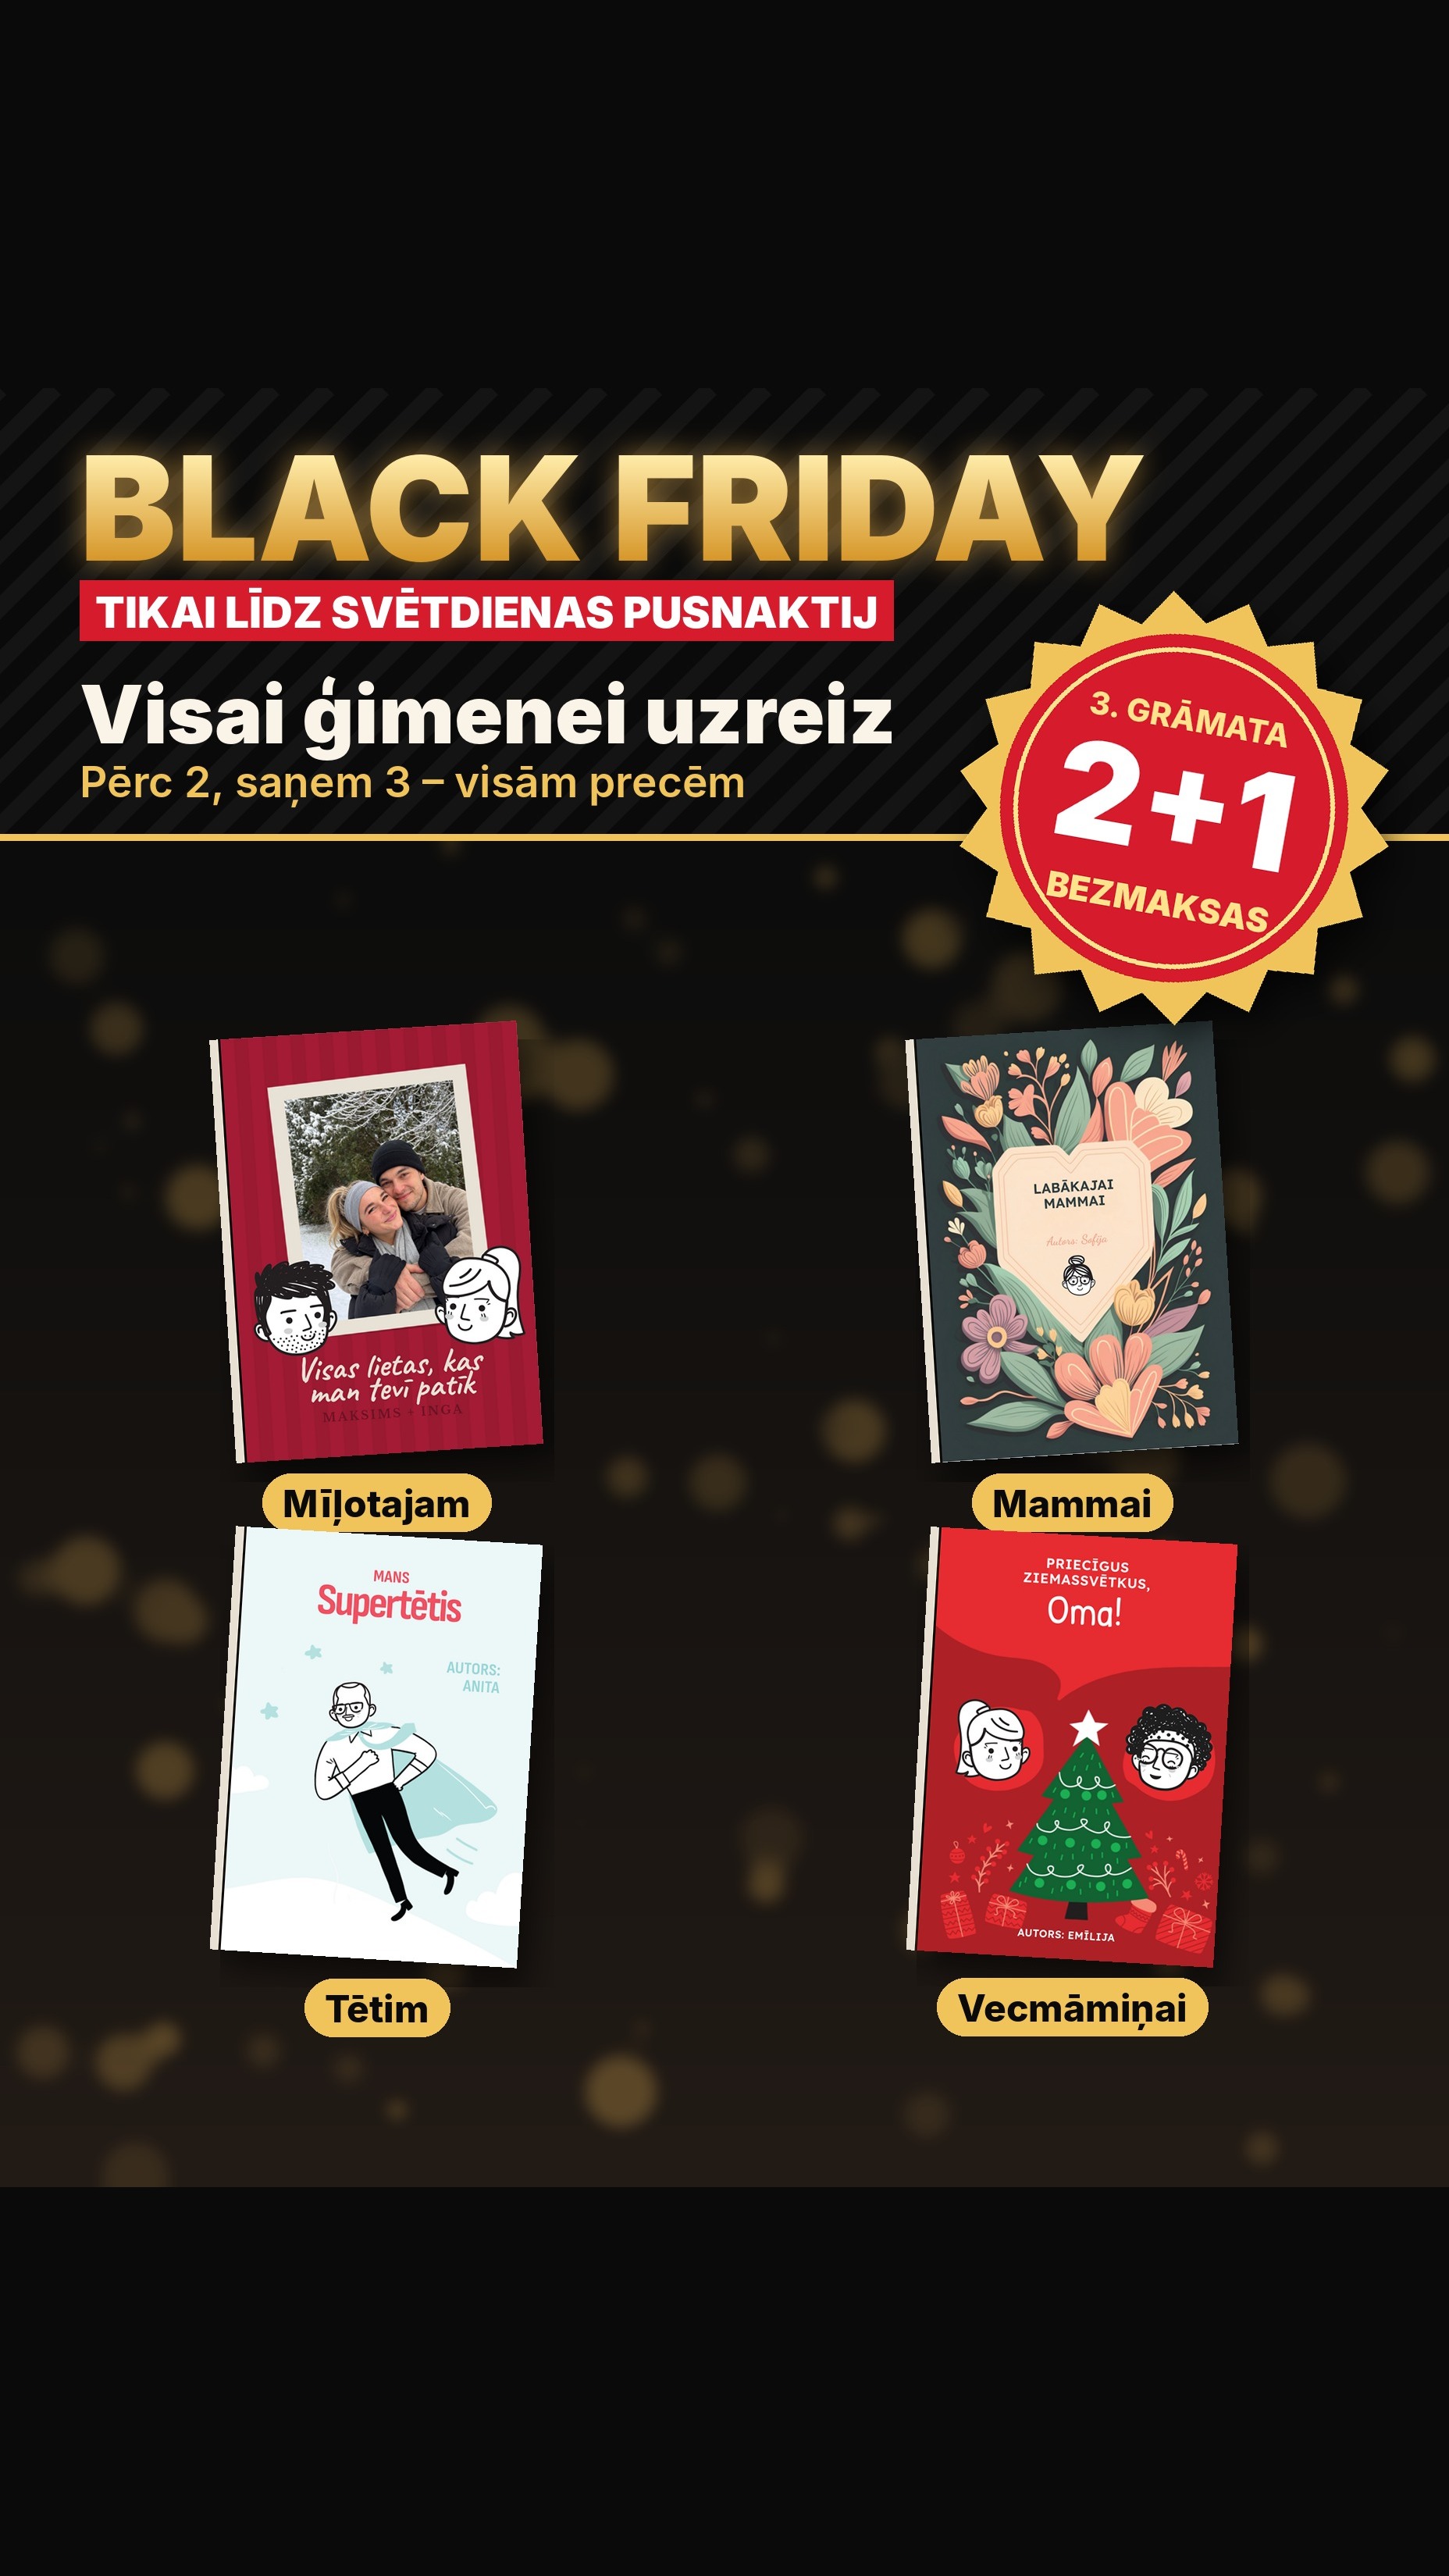 BLACK FRIDAY
TIKAI LĪDZ SVĒTDIENAS PUSNAKTIJ
Visai ģimenei uzreiz
Pērc 2, saņem 3 – visām precēm
3. GRĀMATA
2+1
BEZMAKSAS
Visas lietas, kas
man tevī patīk
MAKSIMS + INGA
Mīļotajam
LABĀKAJAI
MAMMAI
Autors: Sofija
Mammai
MANS
Supertētis
AUTORS:
ANITA
Tētim
PRIECĪGUS
ZIEMASSVĒTKUS,
Oma!
AUTORS: EMĪLIJA
Vecmāmiņai